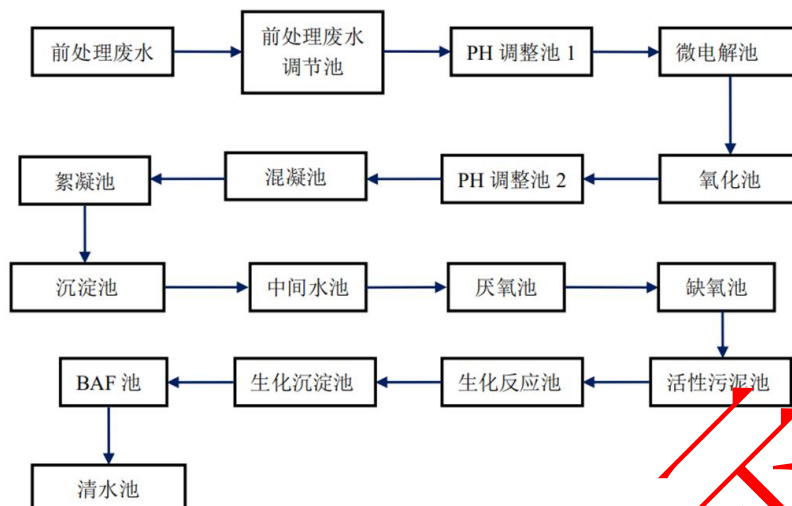 前处理废水
前处理废水
调节池
PH 调整池 1
微电解池
氧化池
PH 调整池 2
混凝池
絮凝池
沉淀池
中间水池
厌氧池
缺氧池
活性污泥池
生化反应池
生化沉淀池
BAF 池
清水池